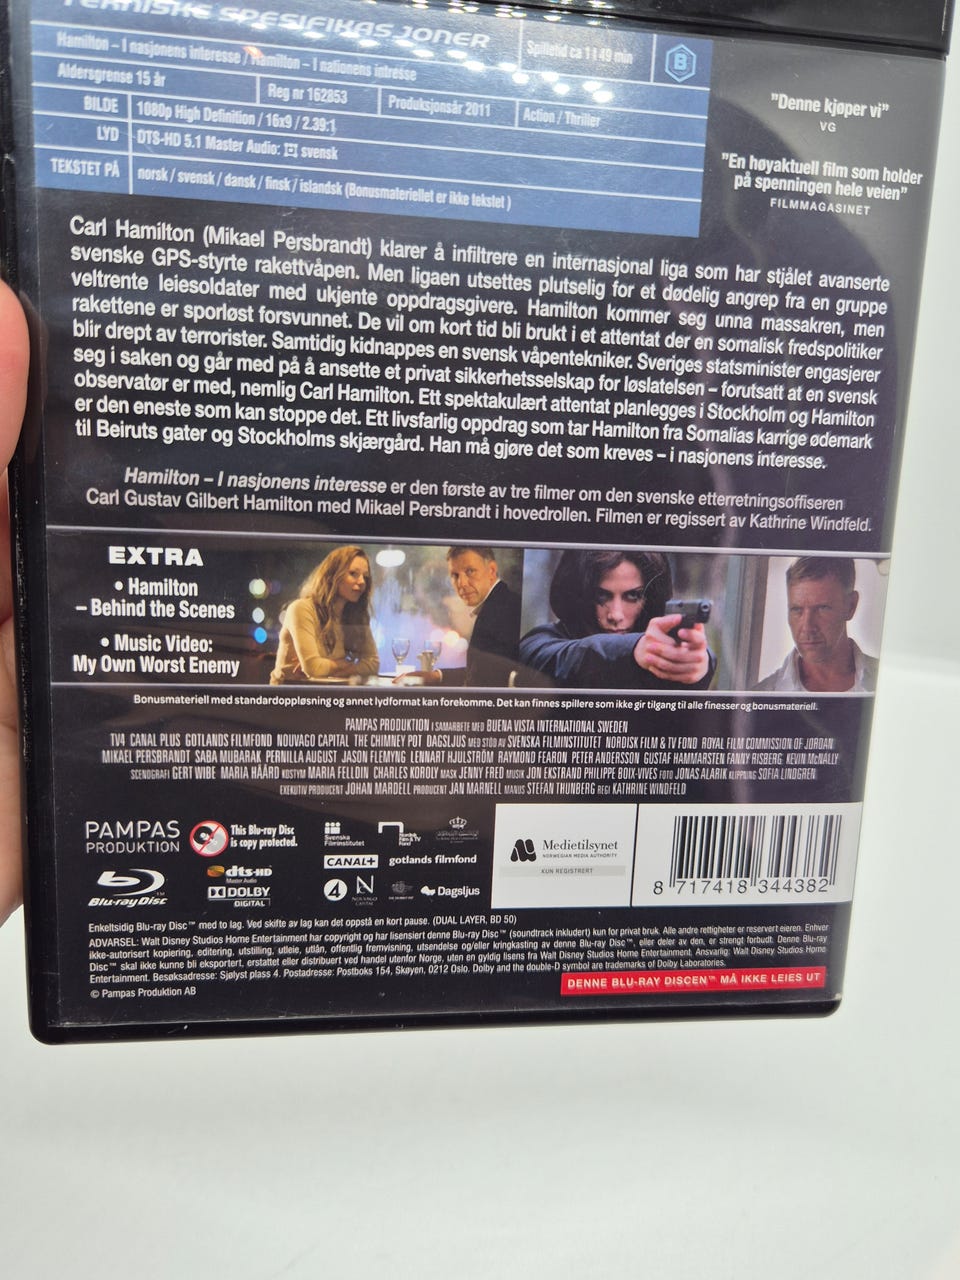 TEKNISKE SPESIFIKASJONER
Hamilton – I nasjonens interesse / Hamilton – I nationens intresse
Spilletid ca 1 t 49 min
B
Aldersgrense 15 år
Reg nr 162853
Produksjonsår 2011
Action / Thriller
BILDE 1080p High Definition / 16x9 / 2.39:1
LYD DTS-HD 5.1 Master Audio: svensk
TEKSTET PÅ norsk / svensk / dansk / finsk / islandsk (Bonusmateriellet er ikke tekstet )
"Denne kjøper vi"
VG
"En høyaktuell film som holder
på spenningen hele veien"
FILMMAGASINET
Carl Hamilton (Mikael Persbrandt) klarer å infiltrere en internasjonal liga som har stjålet avanserte
svenske GPS-styrte rakettvåpen. Men ligaen utsettes plutselig for et dødelig angrep fra en gruppe
veltrente leiesoldater med ukjente oppdragsgivere. Hamilton kommer seg unna massakren, men
rakettene er sporløst forsvunnet. De vil om kort tid bli brukt i et attentat der en somalisk fredspolitiker
blir drept av terrorister. Samtidig kidnappes en svensk våpentekniker. Sveriges statsminister engasjerer
seg i saken og går med på å ansette et privat sikkerhetsselskap for løslatelsen – forutsatt at en svensk
observatør er med, nemlig Carl Hamilton. Ett spektakulært attentat planlegges i Stockholm og Hamilton
er den eneste som kan stoppe det. Ett livsfarlig oppdrag som tar Hamilton fra Somalias karrige ødemark
til Beiruts gater og Stockholms skjærgård. Han må gjøre det som kreves – i nasjonens interesse.
Hamilton – I nasjonens interesse er den første av tre filmer om den svenske etterretningsoffiseren
Carl Gustav Gilbert Hamilton med Mikael Persbrandt i hovedrollen. Filmen er regissert av Kathrine Windfeld.
EXTRA
• Hamilton
– Behind the Scenes
• Music Video:
My Own Worst Enemy
Bonusmateriell med standardoppløsning og annet lydformat kan forekomme. Det kan finnes spillere som ikke gir tilgang til alle finesser og bonusmateriell.
PAMPAS PRODUKTION I SAMARBETE MED BUENA VISTA INTERNATIONAL SWEDEN
TV4 CANAL PLUS GOTLANDS FILMFOND NOUVAGO CAPITAL THE CHIMNEY POT DAGSLJUS MED STÖD AV SVENSKA FILMINSTITUTET NORDISK FILM & TV FOND ROYAL FILM COMMISSION OF JORDAN
MIKAEL PERSBRANDT SABA MUBARAK PERNILLA AUGUST JASON FLEMYNG LENNART HJULSTRÖM RAYMOND FEARON PETER ANDERSSON GUSTAF HAMMARSTEN FANNY RISBERG KEVIN McNALLY
SCENOGRAFI GERT WIBE MARIA HÅÅRD KOSTYM MARIA FELLDIN CHARLES KOROLY MASK JENNY FRED MUSIK JON EKSTRAND PHILIPPE BOIX-VIVES FOTO JONAS ALARIK KLIPPNING SOFIA LINDGREN
EXEKUTIV PRODUCENT JOHAN MARDELL PRODUCENT JAN MARNELL MANUS STEFAN THUNBERG REGI KATHRINE WINDFELD
PAMPAS
PRODUKTION
This Blu-ray Disc
is copy protected.
Svenska
Filminstitutet
Nordisk
Film & TV
Fond
CANAL+
gotlands filmfond
Blu-ray Disc™
dts-HD
Master Audio
DOLBY
DIGITAL
4
N
NOUVAGO
CAPITAL
Dagsljus
Medietilsynet
NORWEGIAN MEDIA AUTHORITY
KUN REGISTRERT
8 717418 344382
Enkeltsidig Blu-ray Disc™ med to lag. Ved skifte av lag kan det oppstå en kort pause. (DUAL LAYER, BD 50)
ADVARSEL: Walt Disney Studios Home Entertainment har copyright og har lisensiert denne Blu-ray Disc™ (soundtrack inkludert) kun for privat bruk. Alle andre rettigheter er reservert eieren. Enhver
ikke-autorisert kopiering, editering, utstilling, utleie, utlån, offentlig fremvisning, utsendelse og/eller kringkasting av denne Blu-ray Disc™, eller deler av den, er strengt forbudt. Denne Blu-ray
Disc™ skal ikke kunne bli eksportert, erstattet eller distribuert ved handel utenfor Norge, uten en gyldig lisens fra Walt Disney Studios Home Entertainment. Ansvarlig: Walt Disney Studios Home
Entertainment. Besøksadresse: Sjølyst plass 4. Postadresse: Postboks 154, Skøyen, 0212 Oslo. Dolby and the double-D symbol are trademarks of Dolby Laboratories.
© Pampas Produktion AB
DENNE BLU-RAY DISCEN™ MÅ IKKE LEIES UT